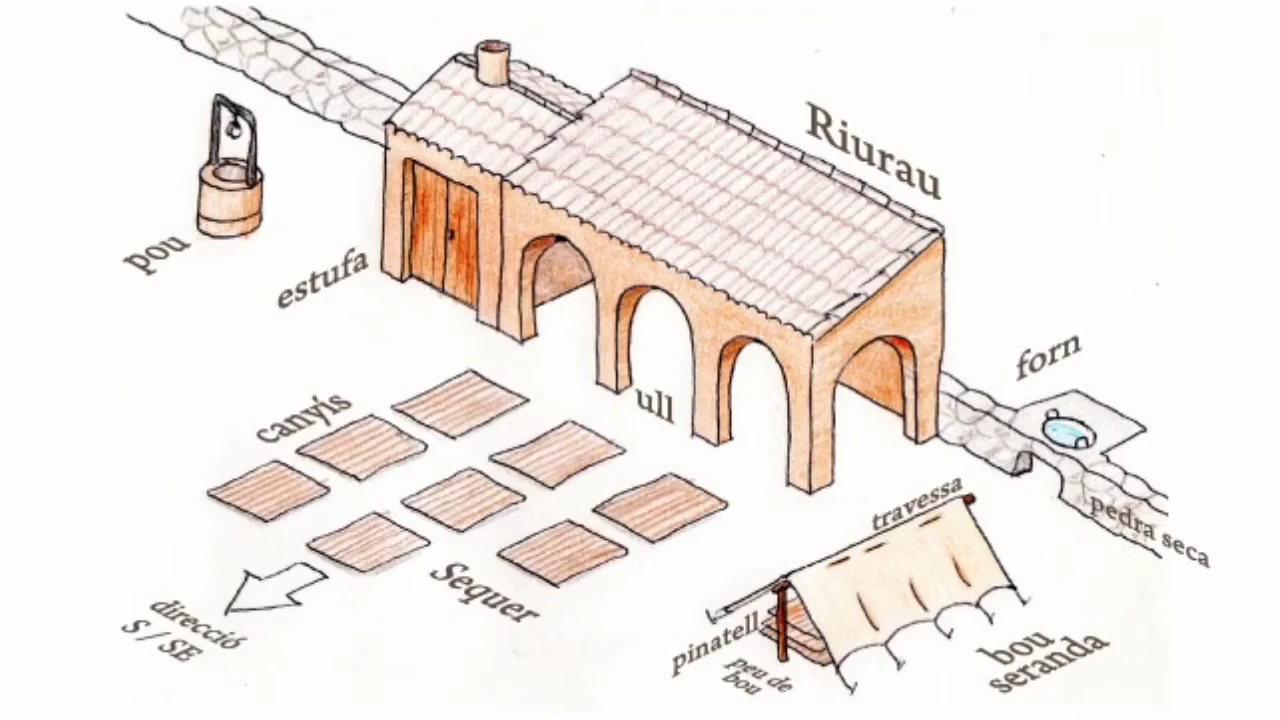 Riurau
pou
estufa
forn
ull
canyís
travessa
pedra seca
Sequer
direcció
S / SE
pinatell
peu de
bou
bou
seranda